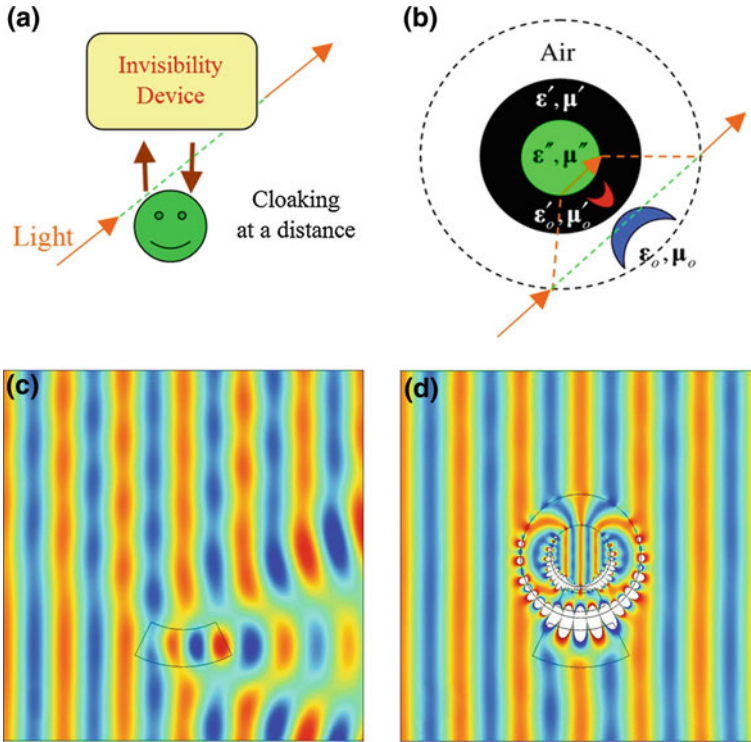 (a)
Invisibility
Device
Light
Cloaking
at a distance
(b)
Air
ε′, μ′
ε″, μ″
ε′ₒ, μ′ₒ
εₒ, μₒ
(c)
(d)